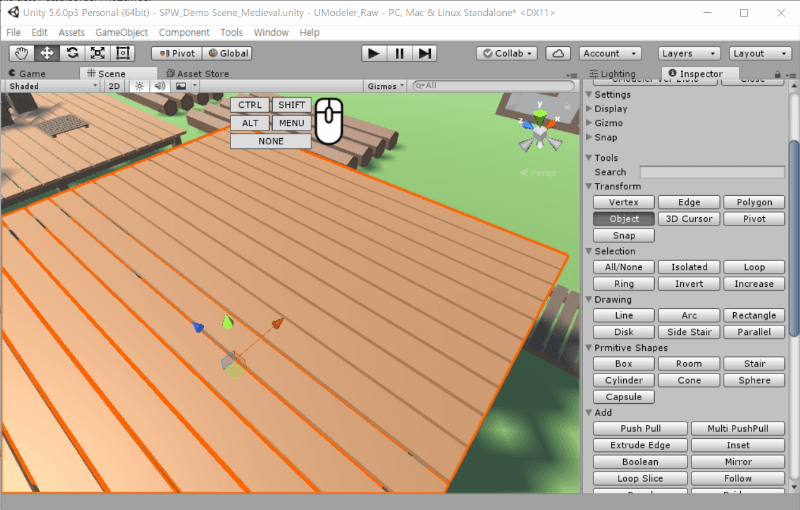 Unity 5.6.0p3 Personal (64bit) - SPW_Demo Scene_Medieval.unity - UModeler_Raw - PC, Mac & Linux Standalone* <DX11>
File Edit Assets GameObject Component Tools Window Help
Pivot Global Collab Account Layers Layout
Game Scene Asset Store Lighting Inspector
Shaded 2D Gizmos All
CTRL SHIFT
ALT MENU
NONE
y
z x
Persp
Close
Settings
Display
Gizmo
Snap
Tools
Search
Transform
Vertex Edge Polygon
Object 3D Cursor Pivot
Snap
Selection
All/None Isolated Loop
Ring Invert Increase
Drawing
Line Arc Rectangle
Disk Side Stair Parallel
Prmitive Shapes
Box Room Stair
Cylinder Cone Sphere
Capsule
Add
Push Pull Multi PushPull
Extrude Edge Inset
Boolean Mirror
Loop Slice Follow